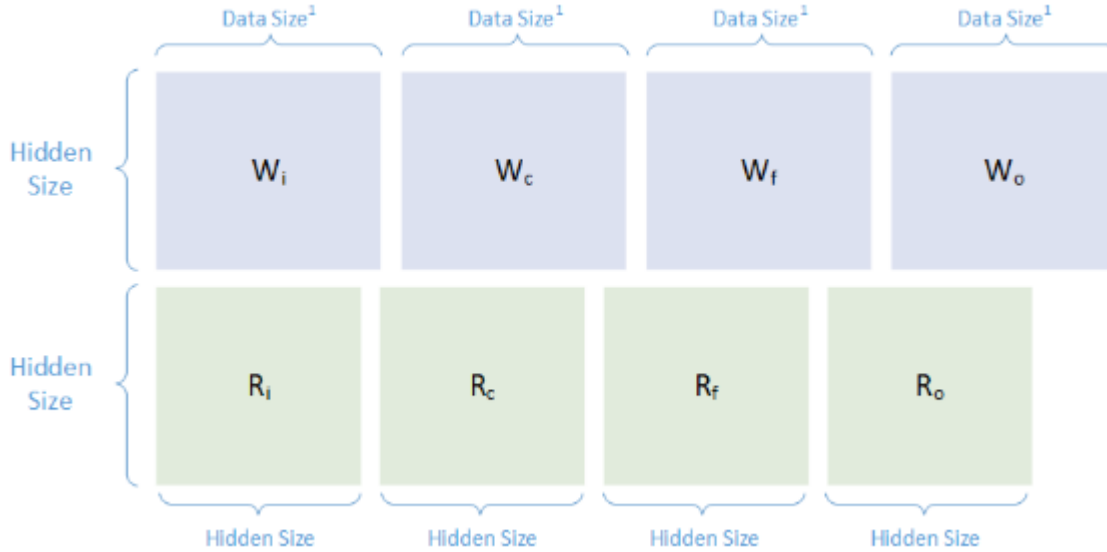 Data Size¹ Data Size¹ Data Size¹ Data Size¹
Hidden
Size
Wᵢ W꜀ W_f Wₒ
Hidden
Size
Rᵢ R꜀ R_f Rₒ
Hidden Size Hidden Size Hidden Size Hidden Size